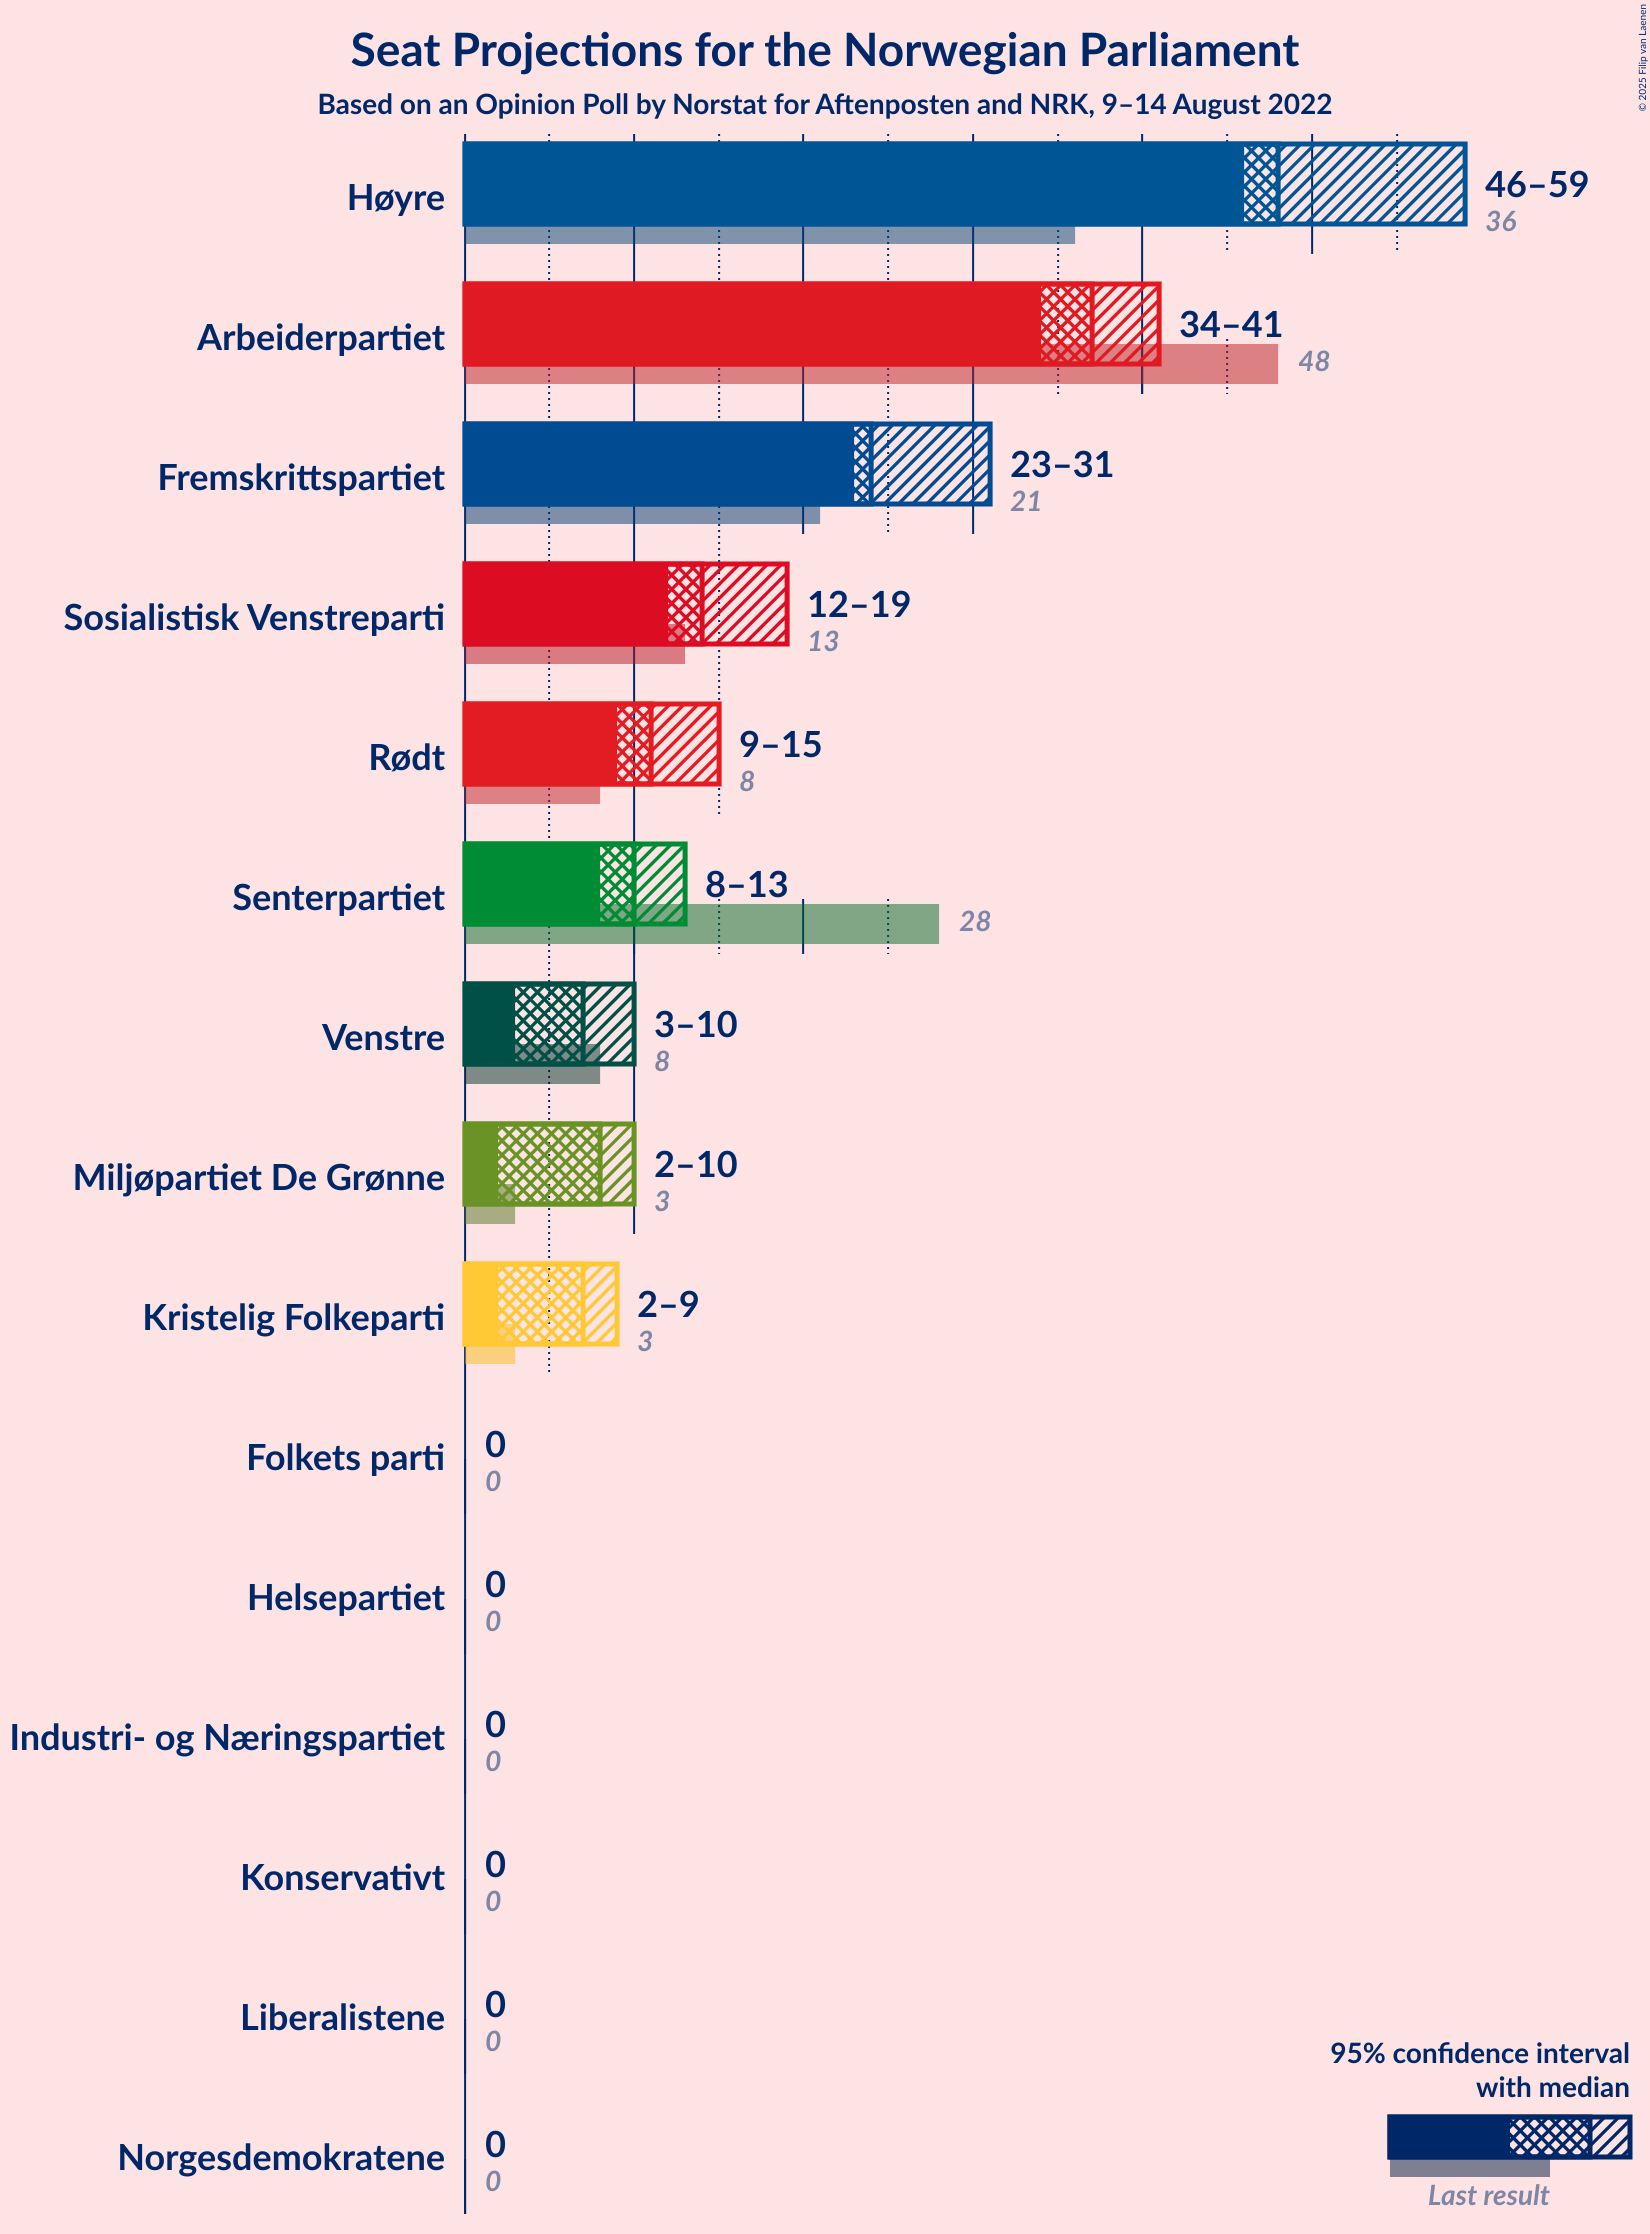 Seat Projections for the Norwegian Parliament
Based on an Opinion Poll by Norstat for Aftenposten and NRK, 9–14 August 2022
© 2025 Filip van Laenen
Høyre
46–59
36
Arbeiderpartiet
34–41
48
Fremskrittspartiet
23–31
21
Sosialistisk Venstreparti
12–19
13
Rødt
9–15
8
Senterpartiet
8–13
28
Venstre
3–10
8
Miljøpartiet De Grønne
2–10
3
Kristelig Folkeparti
2–9
3
Folkets parti
0
0
Helsepartiet
0
0
Industri- og Næringspartiet
0
0
Konservativt
0
0
Liberalistene
0
0
Norgesdemokratene
0
0
95% confidence interval
with median
Last result